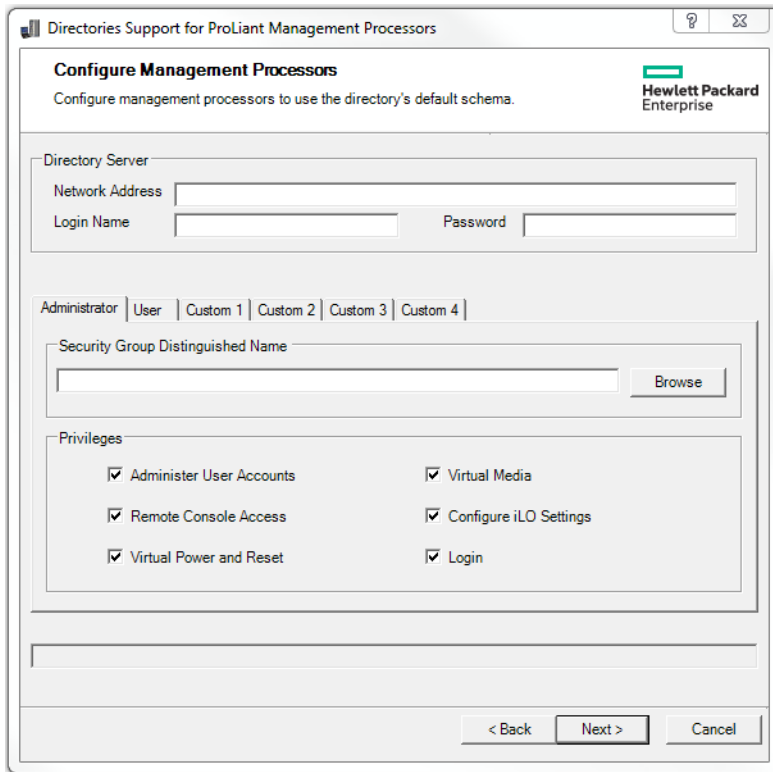 Directories Support for ProLiant Management Processors
Configure Management Processors
Configure management processors to use the directory's default schema.
Hewlett Packard
Enterprise
Directory Server
Network Address
Login Name
Password
Administrator
User
Custom 1
Custom 2
Custom 3
Custom 4
Security Group Distinguished Name
Browse
Privileges
Administer User Accounts
Virtual Media
Remote Console Access
Configure iLO Settings
Virtual Power and Reset
Login
< Back
Next >
Cancel